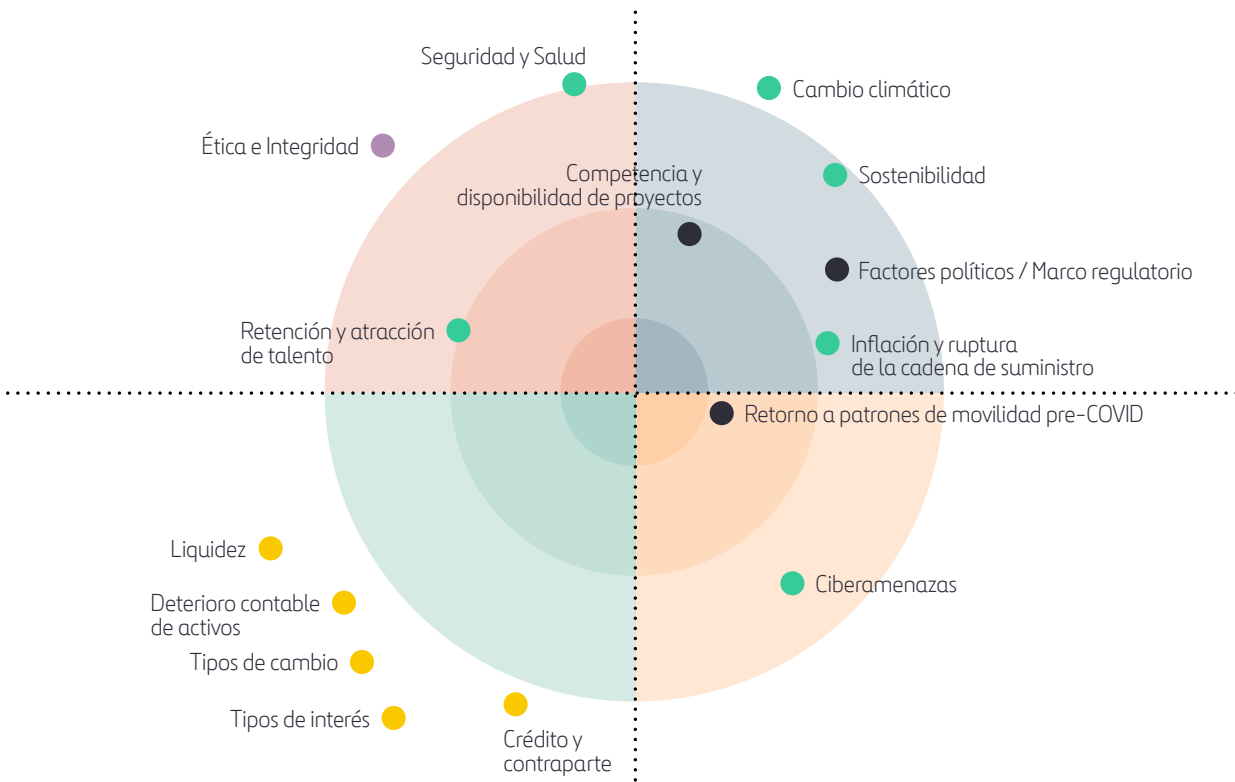 Seguridad y Salud
Cambio climático
Ética e Integridad
Competencia y
disponibilidad de proyectos
Sostenibilidad
Factores políticos / Marco regulatorio
Retención y atracción
de talento
Inflación y ruptura
de la cadena de suministro
Retorno a patrones de movilidad pre-COVID
Liquidez
Deterioro contable
de activos
Ciberamenazas
Tipos de cambio
Tipos de interés
Crédito y
contraparte